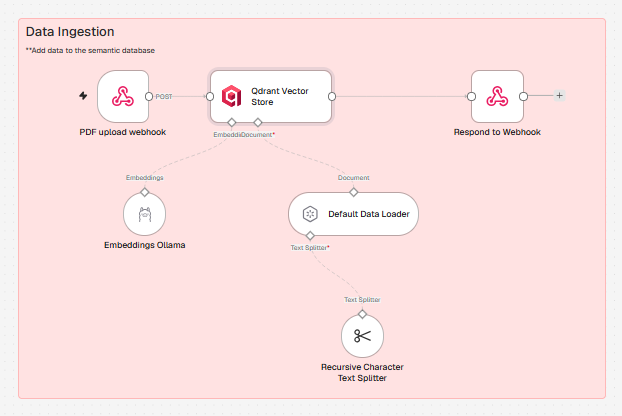 Data Ingestion
**Add data to the semantic database
POST
Qdrant Vector
Store
PDF upload webhook
Respond to Webhook
Document*
Embeddings
Document
Default Data Loader
Embeddings Ollama
Text Splitter*
Text Splitter
Recursive Character
Text Splitter